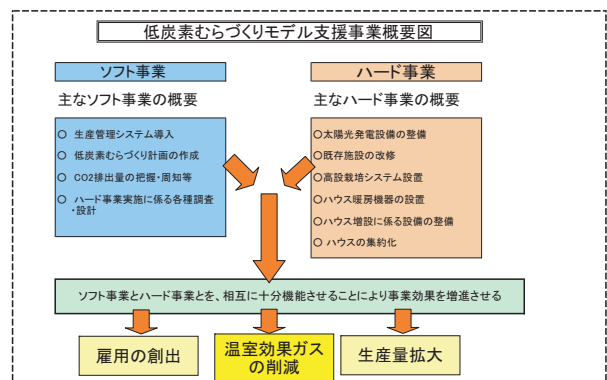 低炭素むらづくりモデル支援事業概要図
ソフト事業
主なソフト事業の概要
○ 生産管理システム導入
○ 低炭素むらづくり計画の作成
○ CO2排出量の把握・周知等
○ ハード事業実施に係る各種調査
・設計
ハード事業
主なハード事業の概要
○太陽光発電設備の整備
○既存施設の改修
○高設栽培システム設置
○ハウス暖房機器の設置
○ハウス増設に係る設備の整備
○ ハウスの集約化
ソフト事業とハード事業とを、相互に十分機能させることにより事業効果を増進させる
雇用の創出
温室効果ガス
の削減
生産量拡大